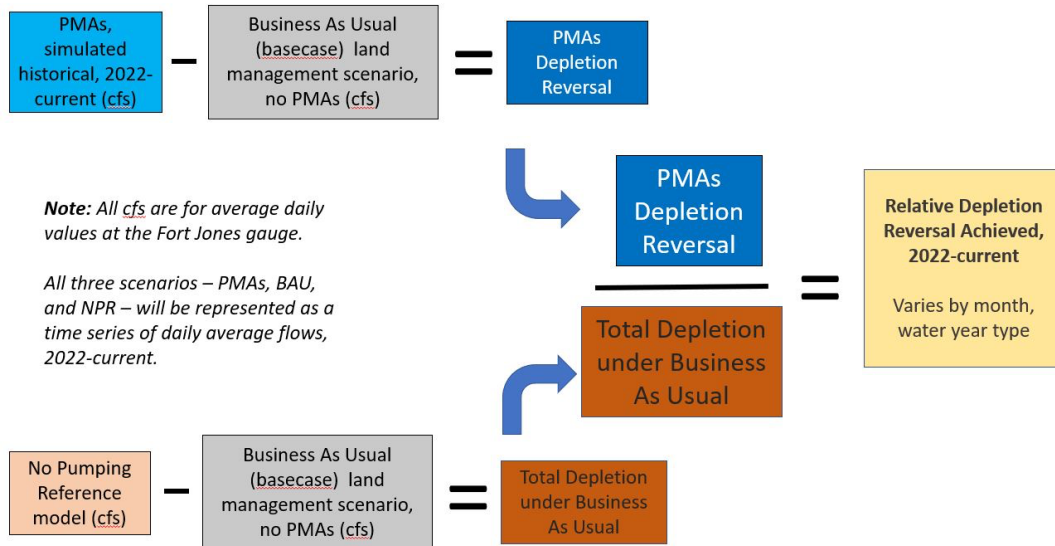 PMAs,
simulated
historical, 2022-
current (cfs)
−
Business As Usual
(basecase) land
management scenario,
no PMAs (cfs)
=
PMAs
Depletion
Reversal
Note: All cfs are for average daily
values at the Fort Jones gauge.
All three scenarios – PMAs, BAU,
and NPR – will be represented as a
time series of daily average flows,
2022-current.
PMAs
Depletion
Reversal
Total Depletion
under Business
As Usual
=
Relative Depletion
Reversal Achieved,
2022-current
Varies by month,
water year type
No Pumping
Reference
model (cfs)
−
Business As Usual
(basecase) land
management scenario,
no PMAs (cfs)
=
Total Depletion
under Business
As Usual